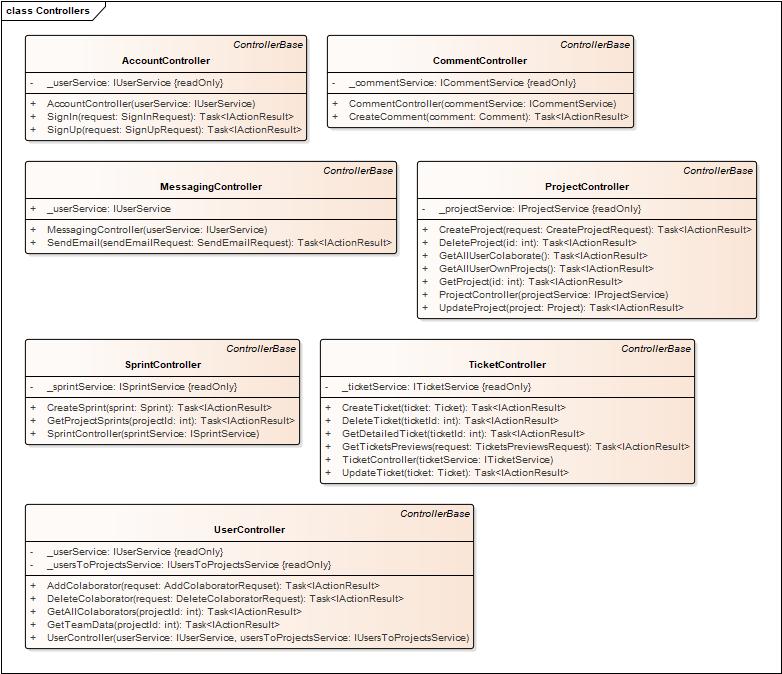 class Controllers
ControllerBase
AccountController
- _userService: IUserService {readOnly}
+ AccountController(userService: IUserService)
+ SignIn(request: SignInRequest): Task<IActionResult>
+ SignUp(request: SignUpRequest): Task<IActionResult>
ControllerBase
CommentController
- _commentService: ICommentService {readOnly}
+ CommentController(commentService: ICommentService)
+ CreateComment(comment: Comment): Task<IActionResult>
ControllerBase
MessagingController
+ _userService: IUserService
+ MessagingController(userService: IUserService)
+ SendEmail(sendEmailRequest: SendEmailRequest): Task<IActionResult>
ControllerBase
ProjectController
- _projectService: IProjectService {readOnly}
+ CreateProject(request: CreateProjectRequest): Task<IActionResult>
+ DeleteProject(id: int): Task<IActionResult>
+ GetAllUserColaborate(): Task<IActionResult>
+ GetAllUserOwnProjects(): Task<IActionResult>
+ GetProject(id: int): Task<IActionResult>
+ ProjectController(projectService: IProjectService)
+ UpdateProject(project: Project): Task<IActionResult>
ControllerBase
SprintController
- _sprintService: ISprintService {readOnly}
+ CreateSprint(sprint: Sprint): Task<IActionResult>
+ GetProjectSprints(projectId: int): Task<IActionResult>
+ SprintController(sprintService: ISprintService)
ControllerBase
TicketController
- _ticketService: ITicketService {readOnly}
+ CreateTicket(ticket: Ticket): Task<IActionResult>
+ DeleteTicket(ticketId: int): Task<IActionResult>
+ GetDetailedTicket(ticketId: int): Task<IActionResult>
+ GetTicketsPreviews(request: TicketsPreviewsRequest): Task<IActionResult>
+ TicketController(ticketService: ITicketService)
+ UpdateTicket(ticket: Ticket): Task<IActionResult>
ControllerBase
UserController
- _userService: IUserService {readOnly}
- _usersToProjectsService: IUsersToProjectsService {readOnly}
+ AddColaborator(requset: AddColaboratorRequset): Task<IActionResult>
+ DeleteColaborator(request: DeleteColaboratorRequest): Task<IActionResult>
+ GetAllColaborators(projectId: int): Task<IActionResult>
+ GetTeamData(projectId: int): Task<IActionResult>
+ UserController(userService: IUserService, usersToProjectsService: IUsersToProjectsService)